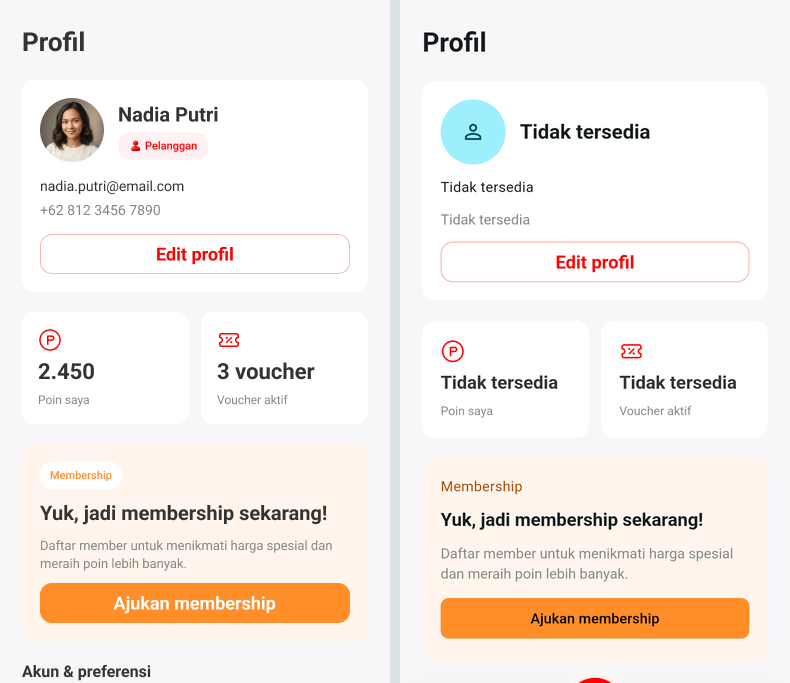 Profil
Nadia Putri
Pelanggan
nadia.putri@email.com
+62 812 3456 7890
Edit profil
P
2.450
Poin saya
3 voucher
Voucher aktif
Membership
Yuk, jadi membership sekarang!
Daftar member untuk menikmati harga spesial dan
meraih poin lebih banyak.
Ajukan membership
Akun & preferensi
Profil
Tidak tersedia
Tidak tersedia
Tidak tersedia
Edit profil
P
Tidak tersedia
Poin saya
Tidak tersedia
Voucher aktif
Membership
Yuk, jadi membership sekarang!
Daftar member untuk menikmati harga spesial
dan meraih poin lebih banyak.
Ajukan membership